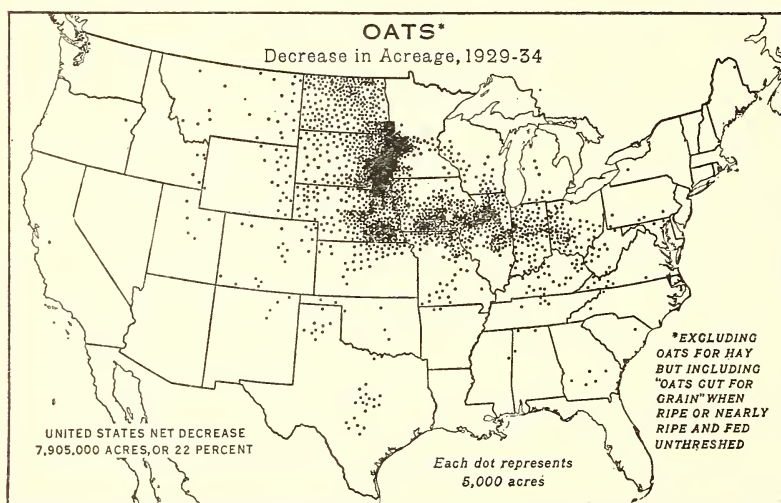 OATS*
Decrease in Acreage, 1929-34
*EXCLUDING
OATS FOR HAY
BUT INCLUDING
"OATS CUT FOR
GRAIN" WHEN
RIPE OR NEARLY
RIPE AND FED
UNTHRESHED
UNITED STATES NET DECREASE
7,905,000 ACRES, OR 22 PERCENT
Each dot represents
5,000 acres